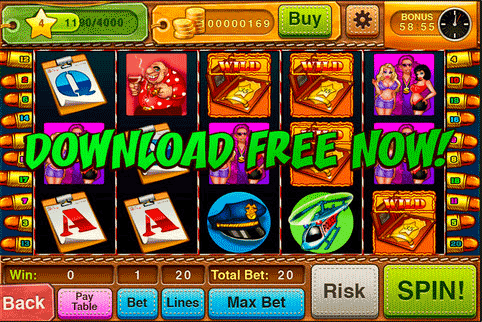 4 1180/4000 100000169 Buy BONUS
58 55
WILD WILD
DOWNLOAD FREE NOW!
A A WILD
Win: 0 1 20 Total Bet: 20
Back Pay Table Bet Lines Max Bet Risk SPIN!